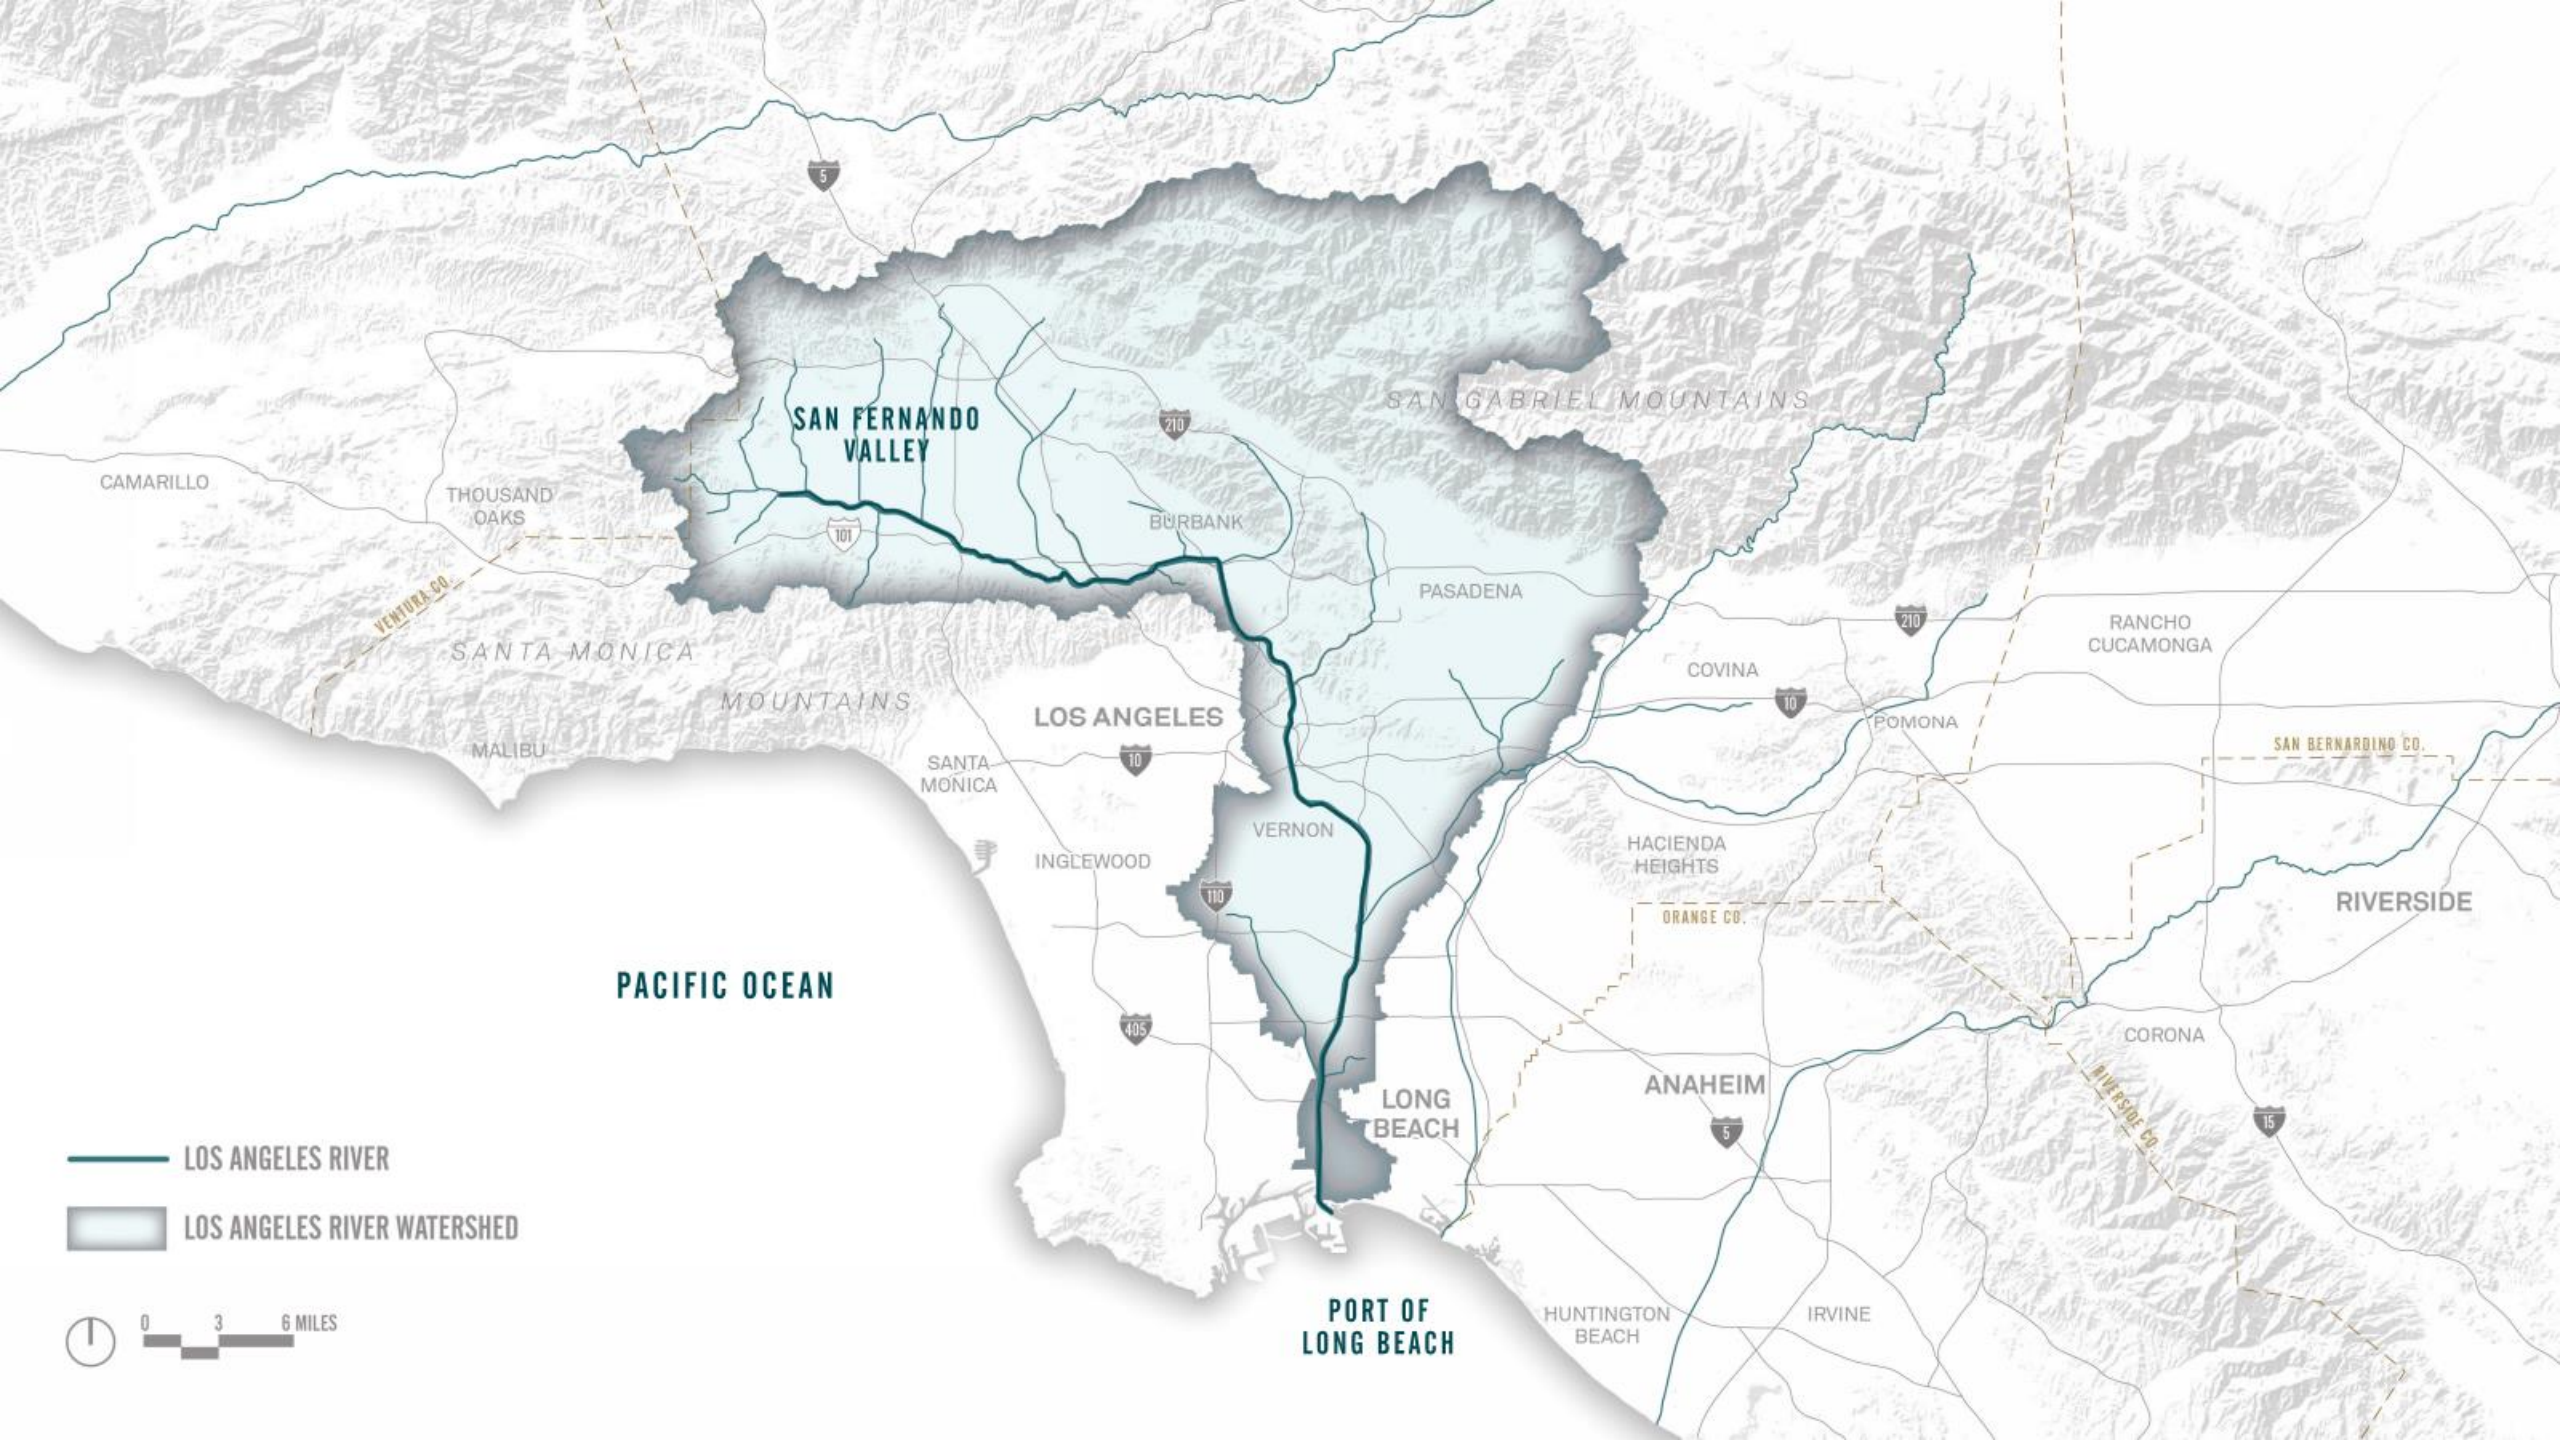 5
SAN GABRIEL MOUNTAINS
210
SAN FERNANDO
VALLEY
CAMARILLO
THOUSAND
OAKS
101
BURBANK
PASADENA
VENTURA CO.
210
RANCHO
CUCAMONGA
SANTA MONICA
MOUNTAINS
COVINA
10
LOS ANGELES
POMONA
MALIBU
SAN BERNARDINO CO.
SANTA
MONICA
10
VERNON
INGLEWOOD
HACIENDA
HEIGHTS
110
RIVERSIDE
ORANGE CO.
PACIFIC OCEAN
405
CORONA
ANAHEIM
LONG
BEACH
RIVERSIDE CO.
5
15
LOS ANGELES RIVER
LOS ANGELES RIVER WATERSHED
0 3 6 MILES
PORT OF
LONG BEACH
HUNTINGTON
BEACH
IRVINE